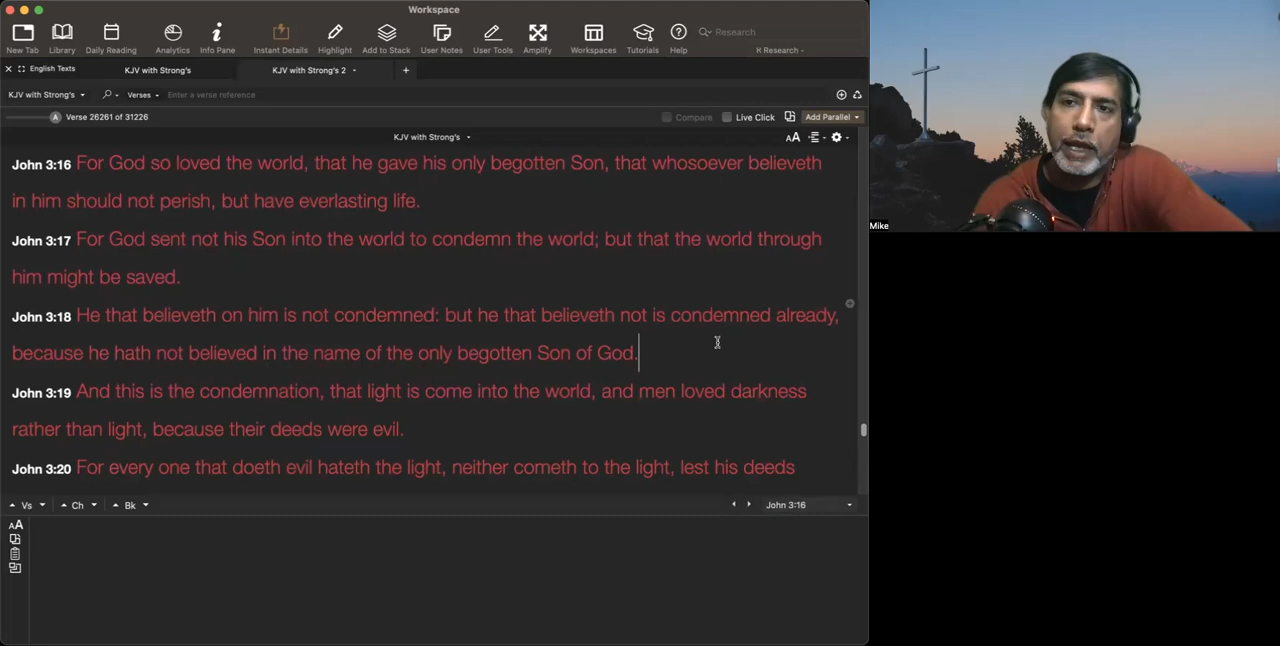 Workspace
New Tab Library Daily Reading Analytics Info Pane Instant Details Highlight Add to Stack User Notes User Tools Amplify Workspaces Tutorials Help Research
R Research -
English Texts KJV with Strong's KJV with Strong's 2
KJV with Strong's Verses Enter a verse reference
A Verse 26261 of 31226 Compare Live Click Add Parallel
KJV with Strong's AA
John 3:16 For God so loved the world, that he gave his only begotten Son, that whosoever believeth
in him should not perish, but have everlasting life.
John 3:17 For God sent not his Son into the world to condemn the world; but that the world through
him might be saved.
John 3:18 He that believeth on him is not condemned: but he that believeth not is condemned already,
because he hath not believed in the name of the only begotten Son of God.
John 3:19 And this is the condemnation, that light is come into the world, and men loved darkness
rather than light, because their deeds were evil.
John 3:20 For every one that doeth evil hateth the light, neither cometh to the light, lest his deeds
Vs Ch Bk John 3:16
AA
Mike